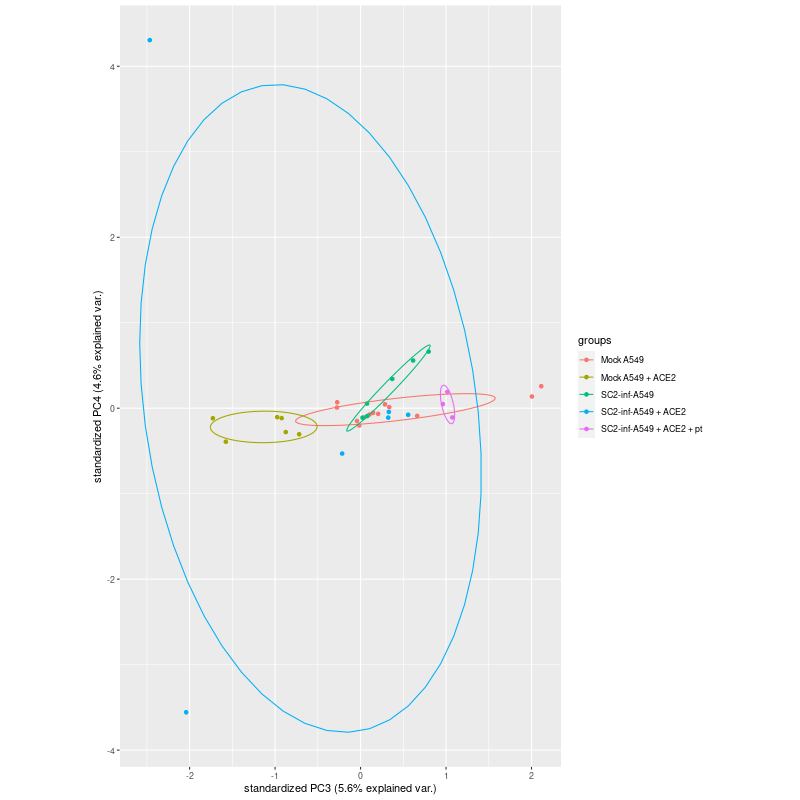 4
2
0
-2
-4
standardized PC4 (4.6% explained var.)
-2
-1
0
1
2
standardized PC3 (5.6% explained var.)
groups
Mock A549
Mock A549 + ACE2
SC2-inf-A549
SC2-inf-A549 + ACE2
SC2-inf-A549 + ACE2 + pt